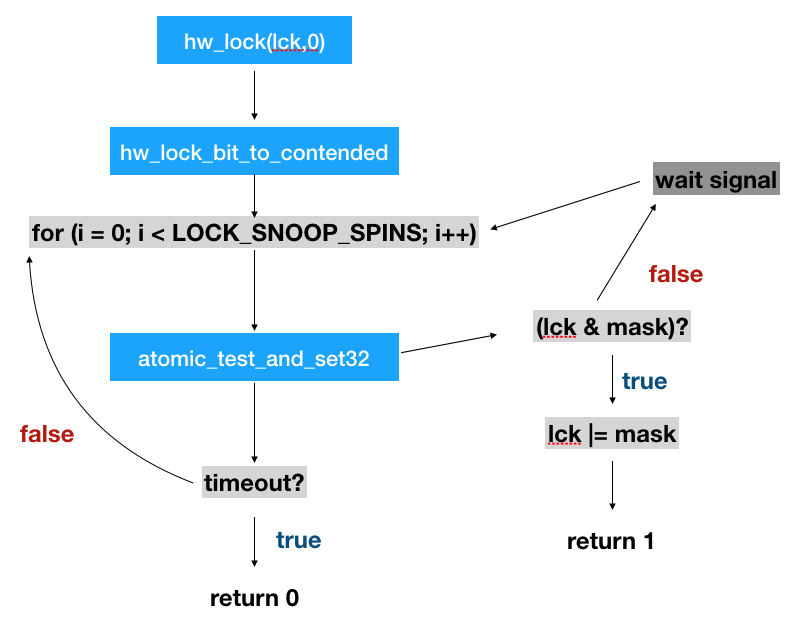 hw_lock(lck,0)
hw_lock_bit_to_contended
wait signal
for (i = 0; i < LOCK_SNOOP_SPINS; i++)
false
(lck & mask)?
atomic_test_and_set32
true
false
lck |= mask
timeout?
true
return 1
return 0